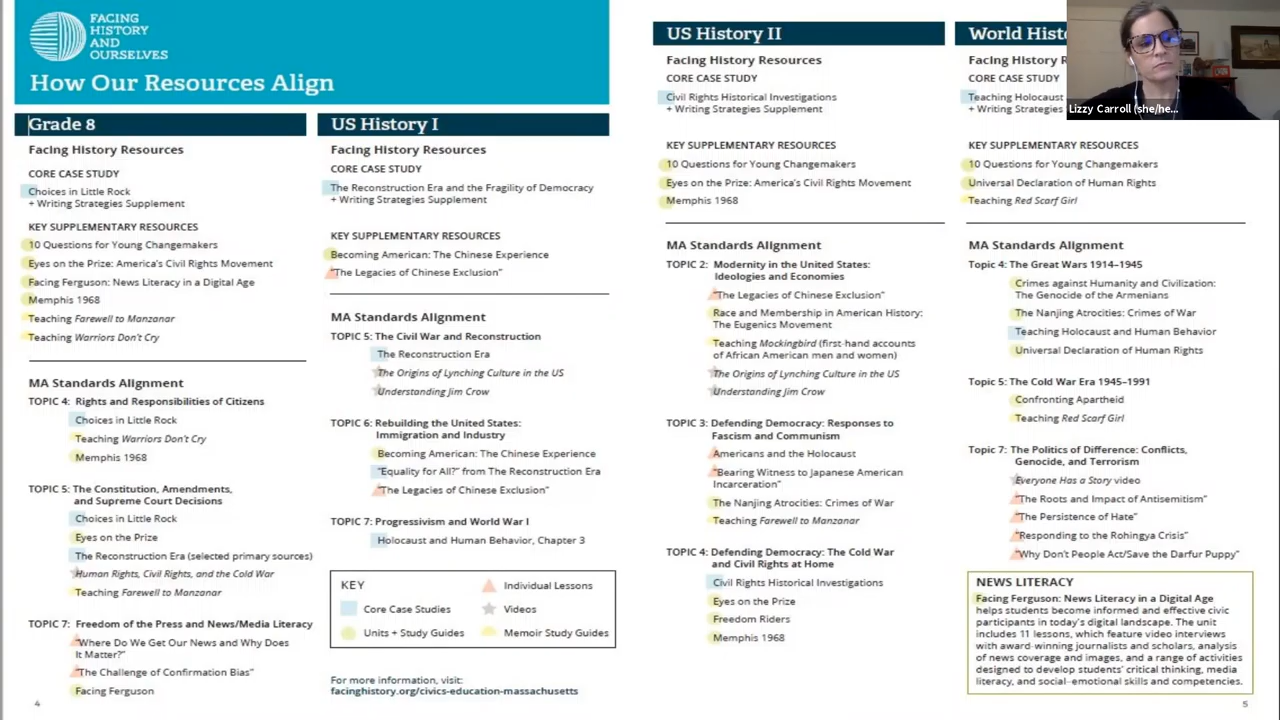 FACING
HISTORY
AND
OURSELVES
How Our Resources Align
Grade 8
Facing History Resources
CORE CASE STUDY
Choices in Little Rock
+ Writing Strategies Supplement
KEY SUPPLEMENTARY RESOURCES
10 Questions for Young Changemakers
Eyes on the Prize: America's Civil Rights Movement
Facing Ferguson: News Literacy in a Digital Age
Memphis 1968
Teaching Farewell to Manzanar
Teaching Warriors Don't Cry
MA Standards Alignment
TOPIC 4: Rights and Responsibilities of Citizens
Choices in Little Rock
Teaching Warriors Don't Cry
Memphis 1968
TOPIC 5: The Constitution, Amendments,
and Supreme Court Decisions
Choices in Little Rock
Eyes on the Prize
The Reconstruction Era (selected primary sources)
Human Rights, Civil Rights, and the Cold War
Teaching Farewell to Manzanar
TOPIC 7: Freedom of the Press and News/Media Literacy
"Where Do We Get Our News and Why Does
It Matter?"
"The Challenge of Confirmation Bias"
Facing Ferguson
4
US History I
Facing History Resources
CORE CASE STUDY
The Reconstruction Era and the Fragility of Democracy
+ Writing Strategies Supplement
KEY SUPPLEMENTARY RESOURCES
Becoming American: The Chinese Experience
"The Legacies of Chinese Exclusion"
MA Standards Alignment
TOPIC 5: The Civil War and Reconstruction
The Reconstruction Era
The Origins of Lynching Culture in the US
Understanding Jim Crow
TOPIC 6: Rebuilding the United States:
Immigration and Industry
Becoming American: The Chinese Experience
"Equality for All?" from The Reconstruction Era
"The Legacies of Chinese Exclusion"
TOPIC 7: Progressivism and World War I
Holocaust and Human Behavior, Chapter 3
KEY
Individual Lessons
Core Case Studies
Videos
Units + Study Guides
Memoir Study Guides
For more information, visit:
facinghistory.org/civics-education-massachusetts
US History II
Facing History Resources
CORE CASE STUDY
Civil Rights Historical Investigations
+ Writing Strategies Supplement
KEY SUPPLEMENTARY RESOURCES
10 Questions for Young Changemakers
Eyes on the Prize: America's Civil Rights Movement
Memphis 1968
MA Standards Alignment
TOPIC 2: Modernity in the United States:
Ideologies and Economies
"The Legacies of Chinese Exclusion"
Race and Membership in American History:
The Eugenics Movement
Teaching Mockingbird (first-hand accounts
of African American men and women)
The Origins of Lynching Culture in the US
Understanding Jim Crow
TOPIC 3: Defending Democracy: Responses to
Fascism and Communism
Americans and the Holocaust
"Bearing Witness to Japanese American
Incarceration"
The Nanjing Atrocities: Crimes of War
Teaching Farewell to Manzanar
TOPIC 4: Defending Democracy: The Cold War
and Civil Rights at Home
Civil Rights Historical Investigations
Eyes on the Prize
Freedom Riders
Memphis 1968
World Histo
Facing History R
CORE CASE STUDY
Teaching Holocaust
+ Writing Strategies
Lizzy Carroll (she/he...
KEY SUPPLEMENTARY RESOURCES
10 Questions for Young Changemakers
Universal Declaration of Human Rights
Teaching Red Scarf Girl
MA Standards Alignment
Topic 4: The Great Wars 1914–1945
Crimes against Humanity and Civilization:
The Genocide of the Armenians
The Nanjing Atrocities: Crimes of War
Teaching Holocaust and Human Behavior
Universal Declaration of Human Rights
Topic 5: The Cold War Era 1945–1991
Confronting Apartheid
Teaching Red Scarf Girl
Topic 7: The Politics of Difference: Conflicts,
Genocide, and Terrorism
Everyone Has a Story video
"The Roots and Impact of Antisemitism"
"The Persistence of Hate"
"Responding to the Rohingya Crisis"
"Why Don't People Act/Save the Darfur Puppy"
NEWS LITERACY
Facing Ferguson: News Literacy in a Digital Age
helps students become informed and effective civic
participants in today's digital landscape. The unit
includes 11 lessons, which feature video interviews
with award-winning journalists and scholars, analysis
of news coverage and images, and a range of activities
designed to develop students' critical thinking, media
literacy, and social-emotional skills and competencies.
5